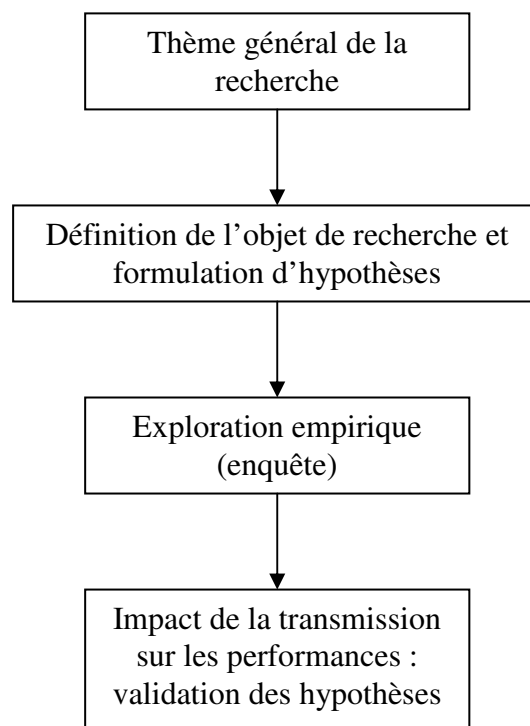 Thème général de la
recherche
Définition de l’objet de recherche et
formulation d’hypothèses
Exploration empirique
(enquête)
Impact de la transmission
sur les performances :
validation des hypothèses